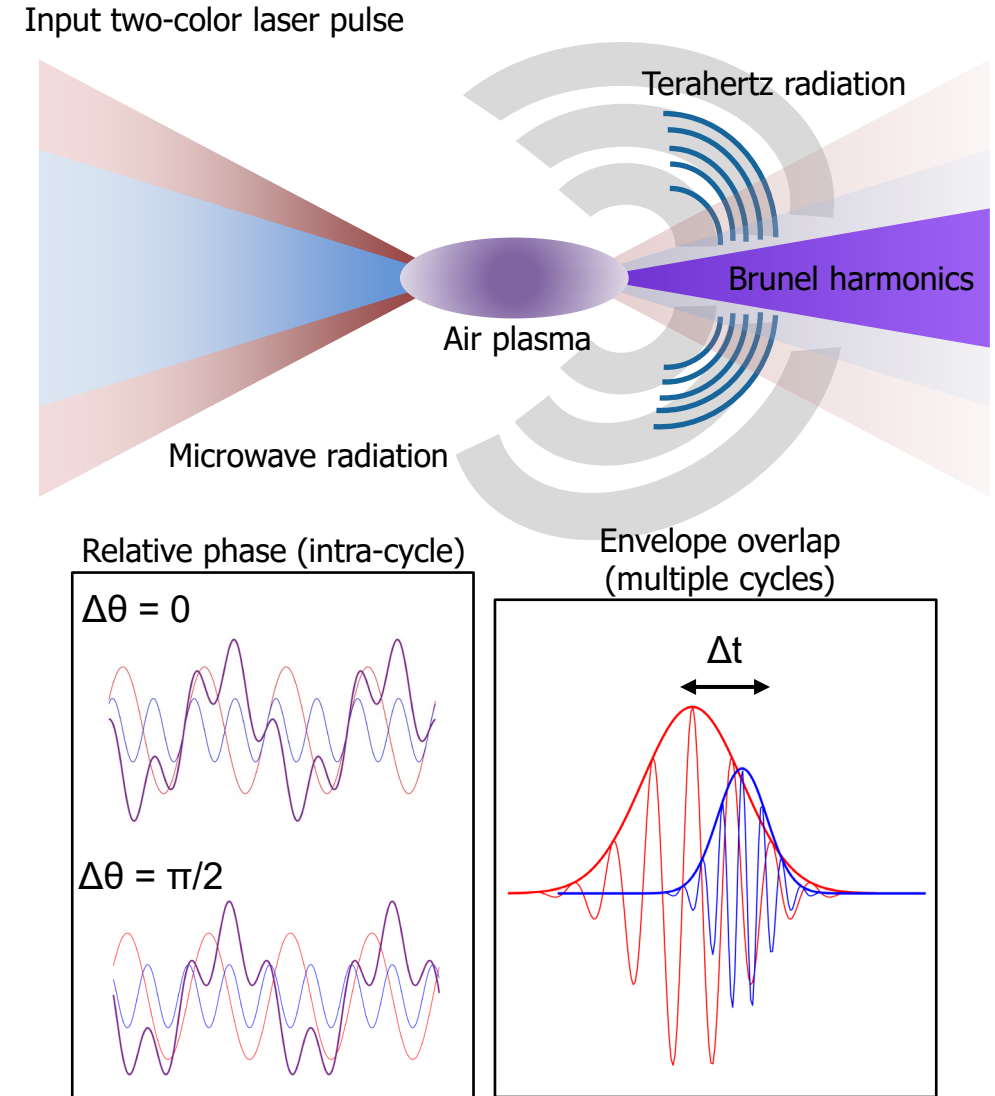 Input two-color laser pulse
Terahertz radiation
Brunel harmonics
Air plasma
Microwave radiation
Relative phase (intra-cycle)
Δθ = 0
Δθ = π/2
Envelope overlap
(multiple cycles)
Δt